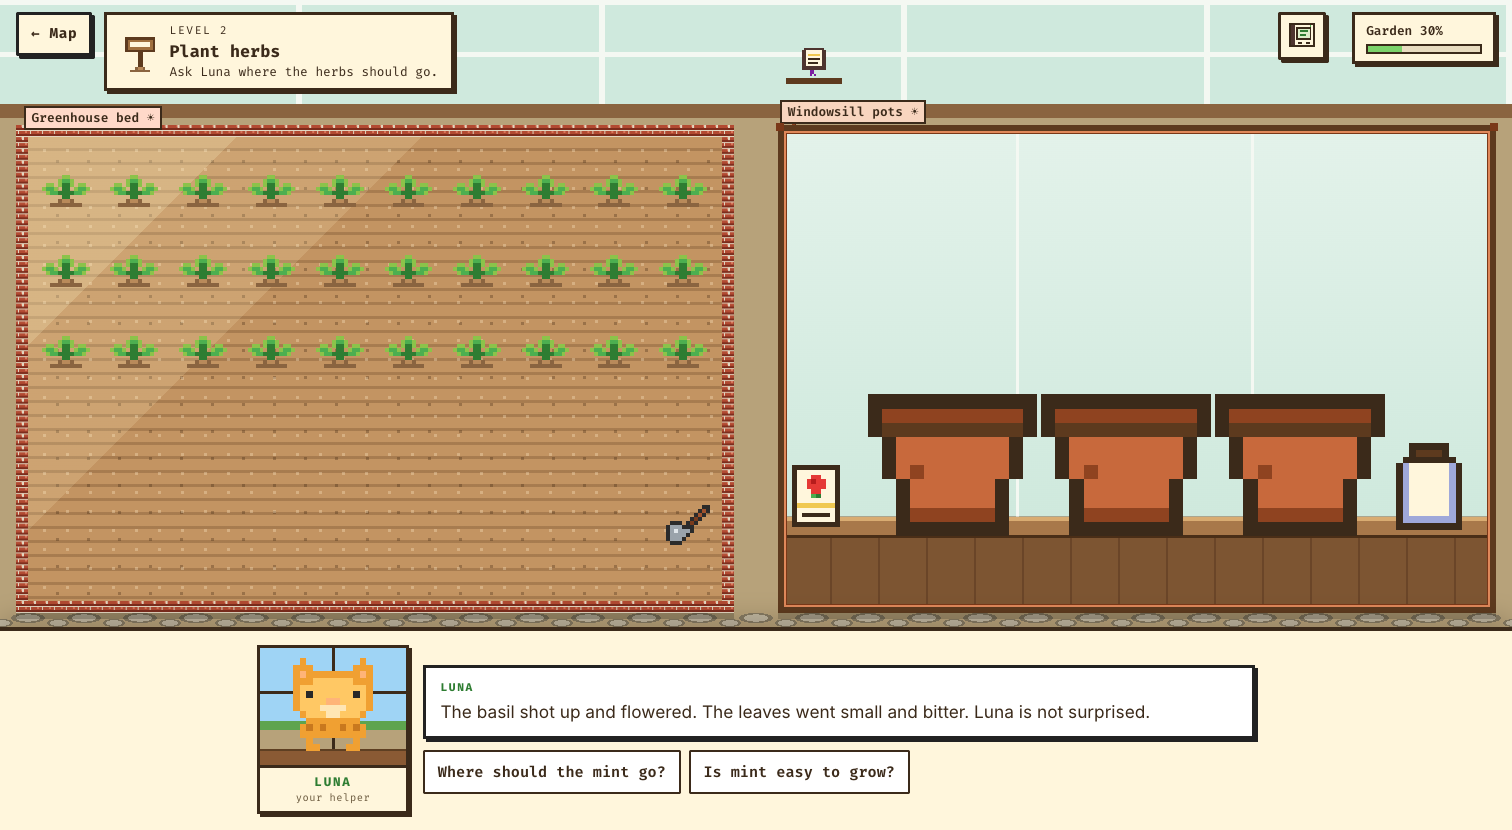 ← Map
LEVEL 2
Plant herbs
Ask Luna where the herbs should go.
Garden 30%
Greenhouse bed ☀
Windowsill pots ☀
LUNA
your helper
LUNA
The basil shot up and flowered. The leaves went small and bitter. Luna is not surprised.
Where should the mint go?
Is mint easy to grow?